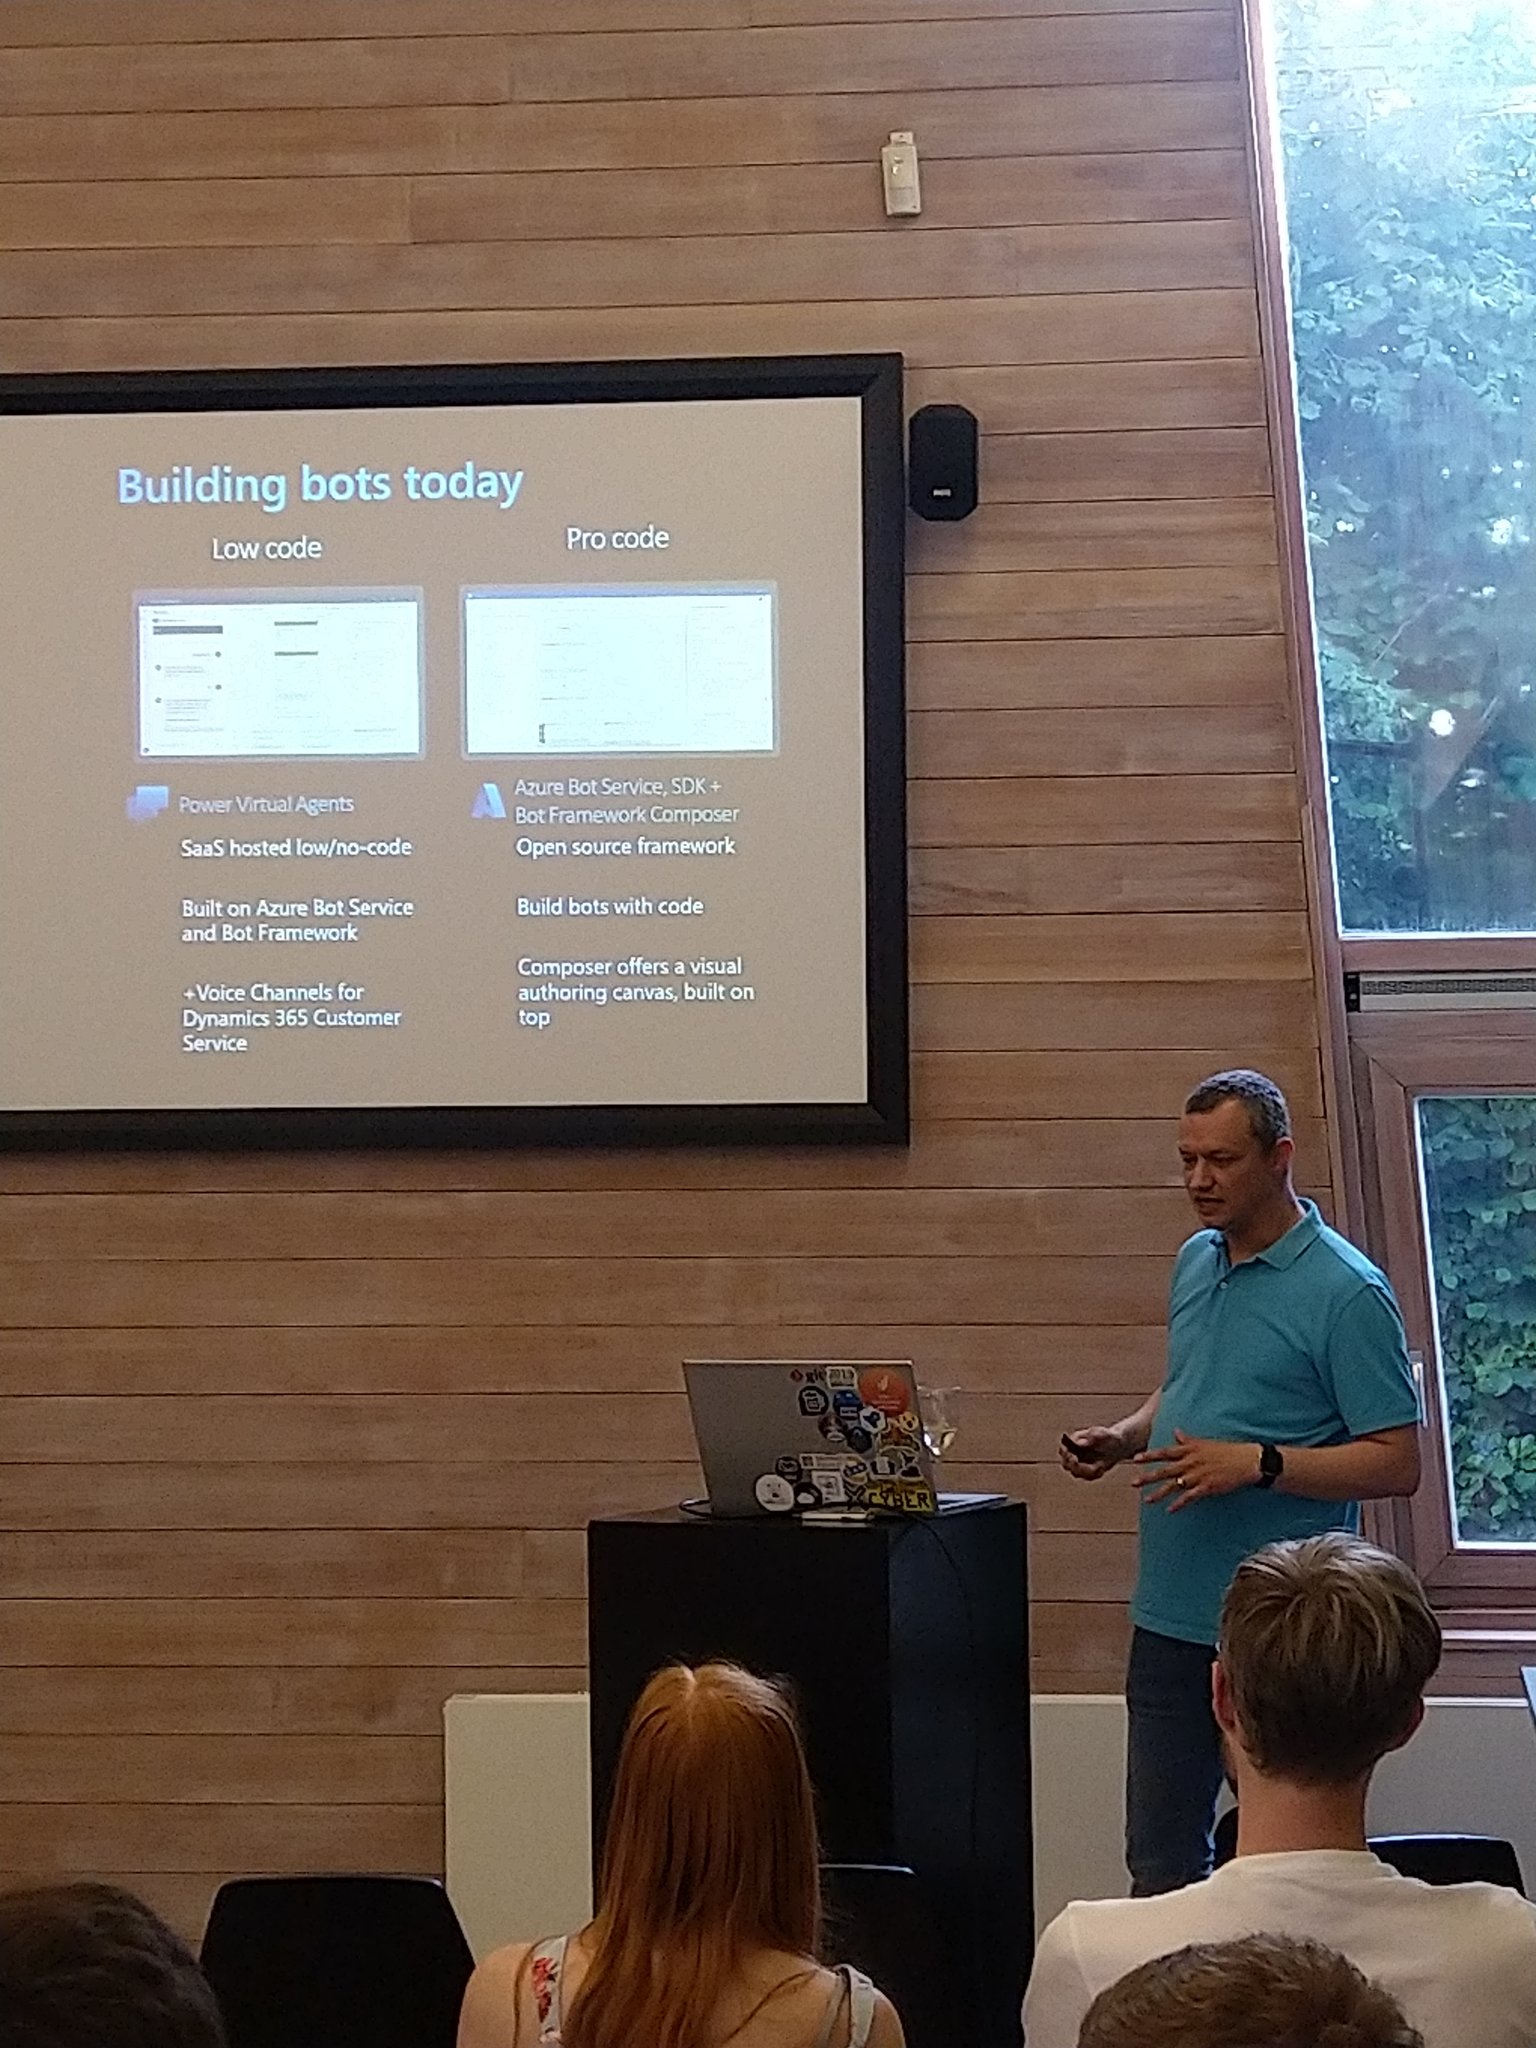 Building bots today
Low code
Pro code
Power Virtual Agents
SaaS hosted low/no-code
Built on Azure Bot Service
and Bot Framework
+Voice Channels for
Dynamics 365 Customer
Service
Azure Bot Service, SDK +
Bot Framework Composer
Open source framework
Build bots with code
Composer offers a visual
authoring canvas, built on
top
CYBER